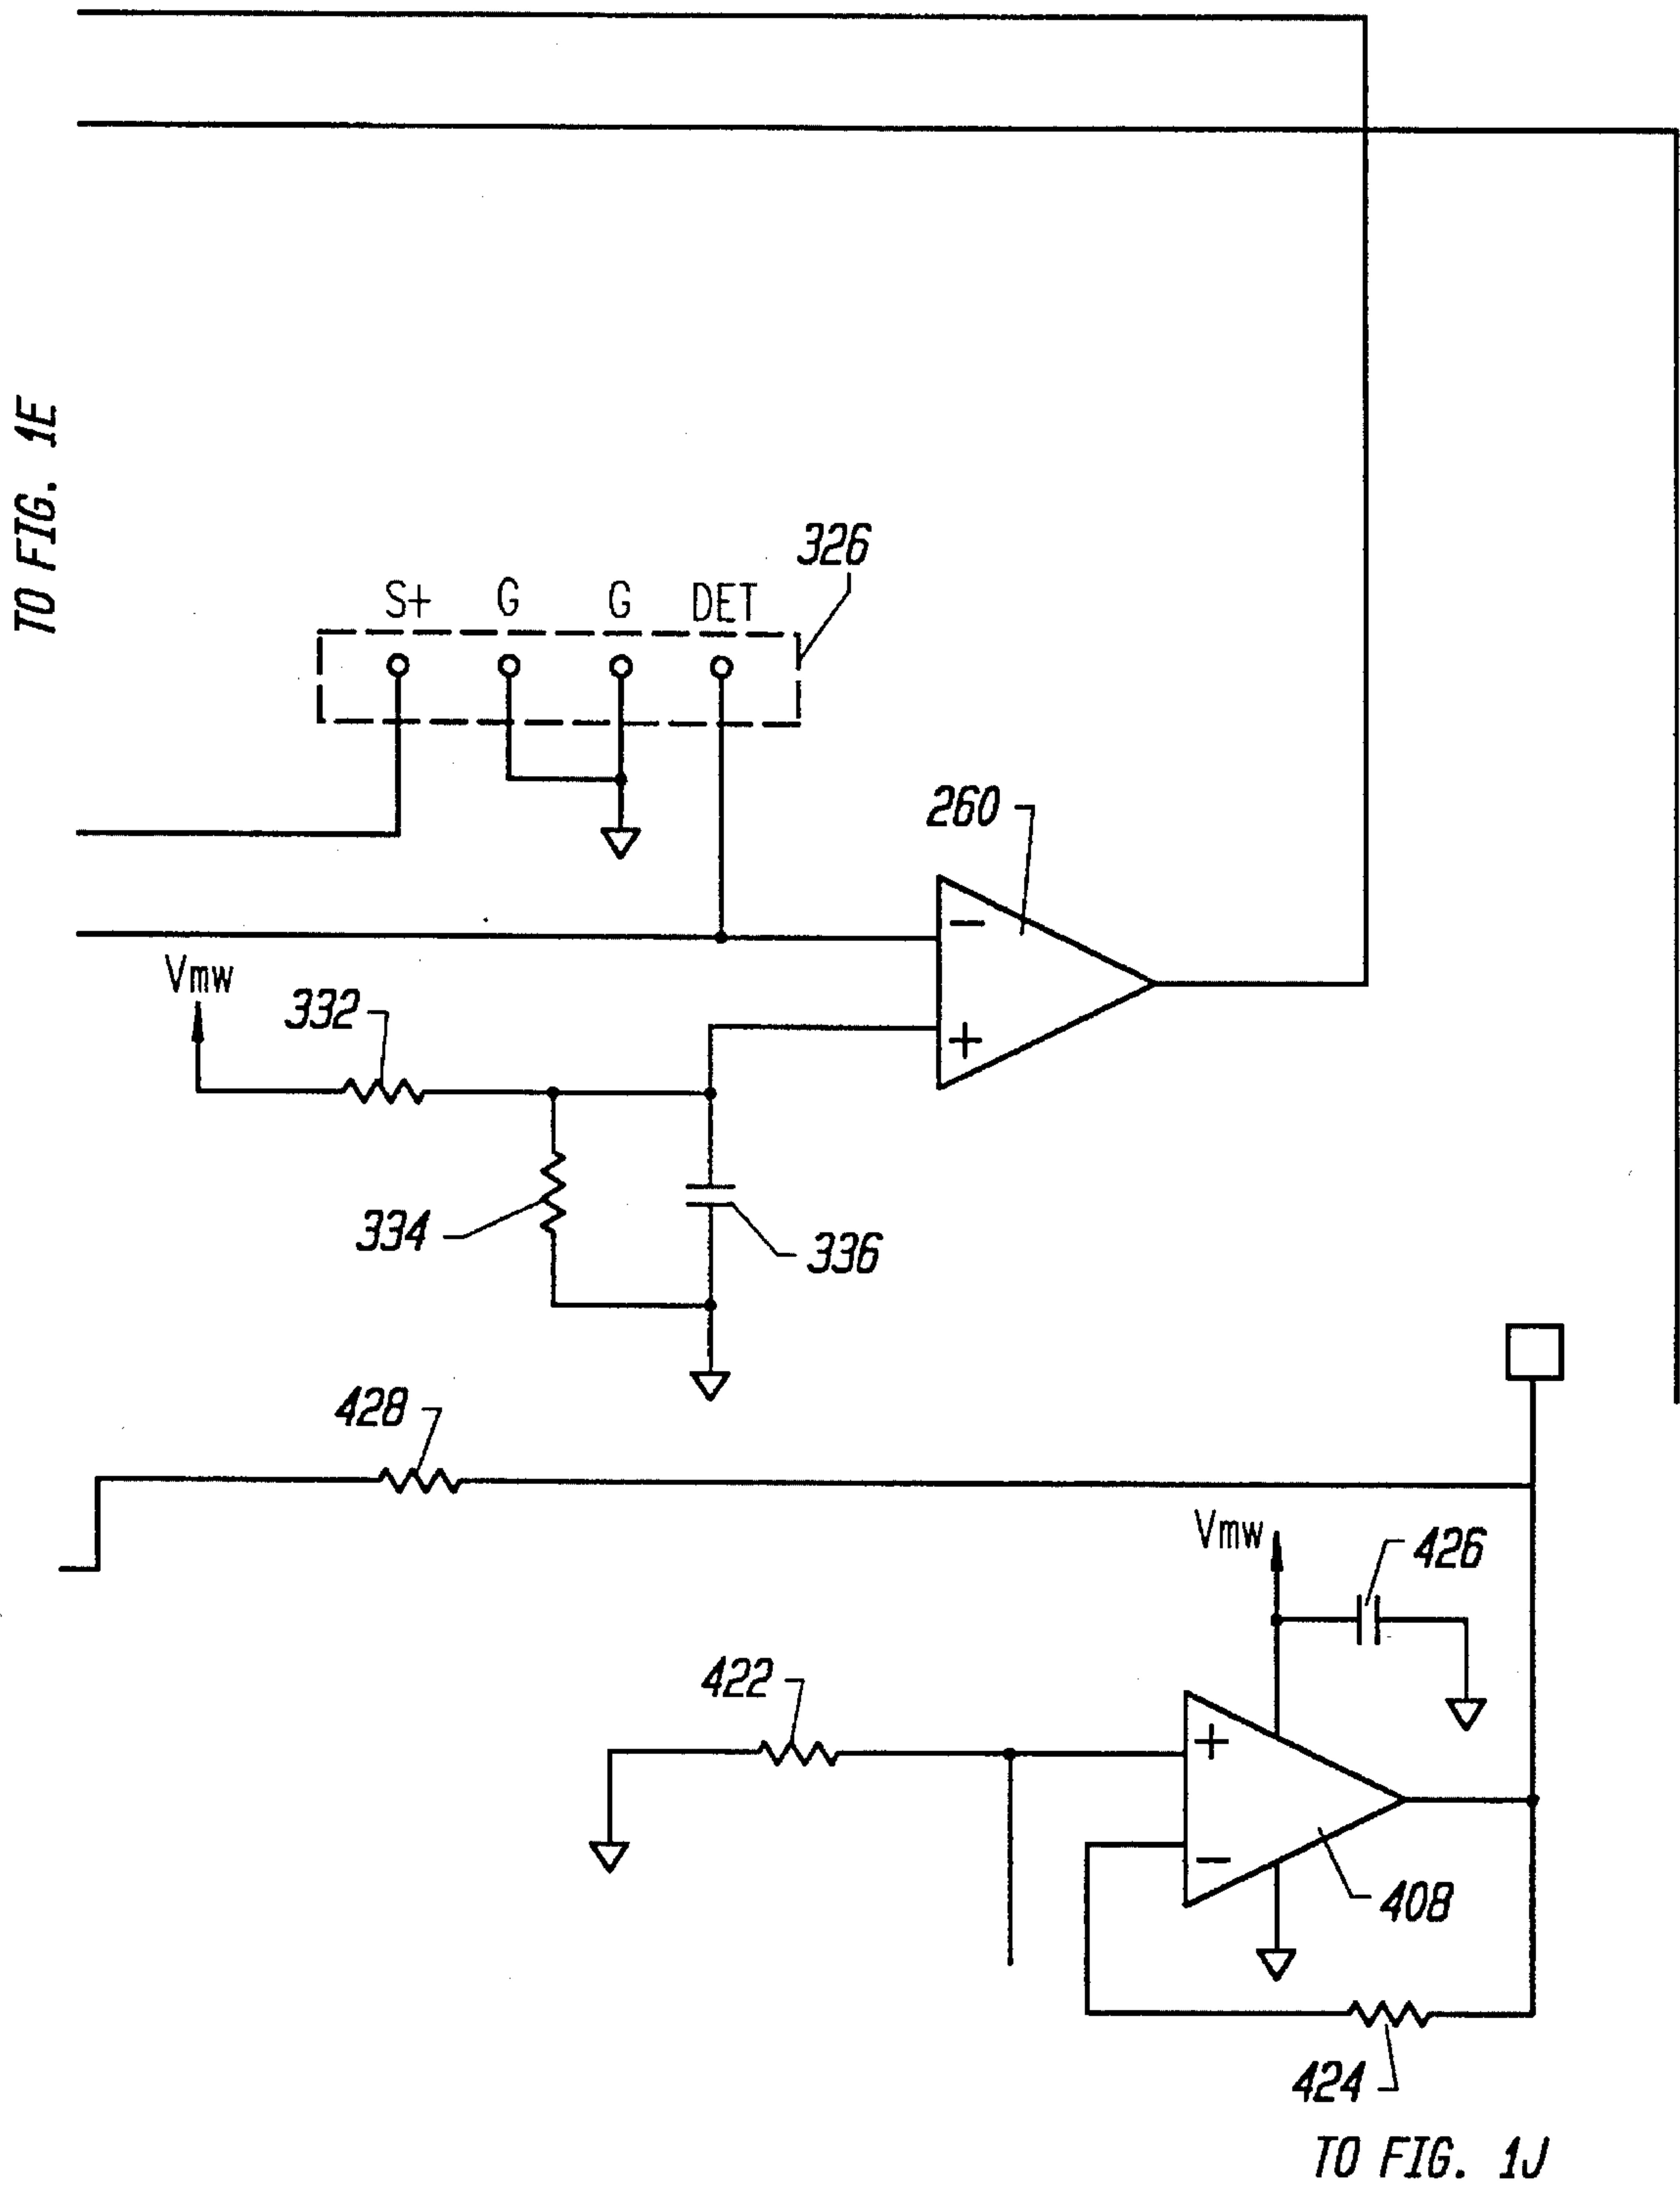 TO FIG. 1E
326
S+ G G DET
260
Vmw
332
-
+
334
336
428
Vmw
426
422
+
-
408
424
TO FIG. 1J